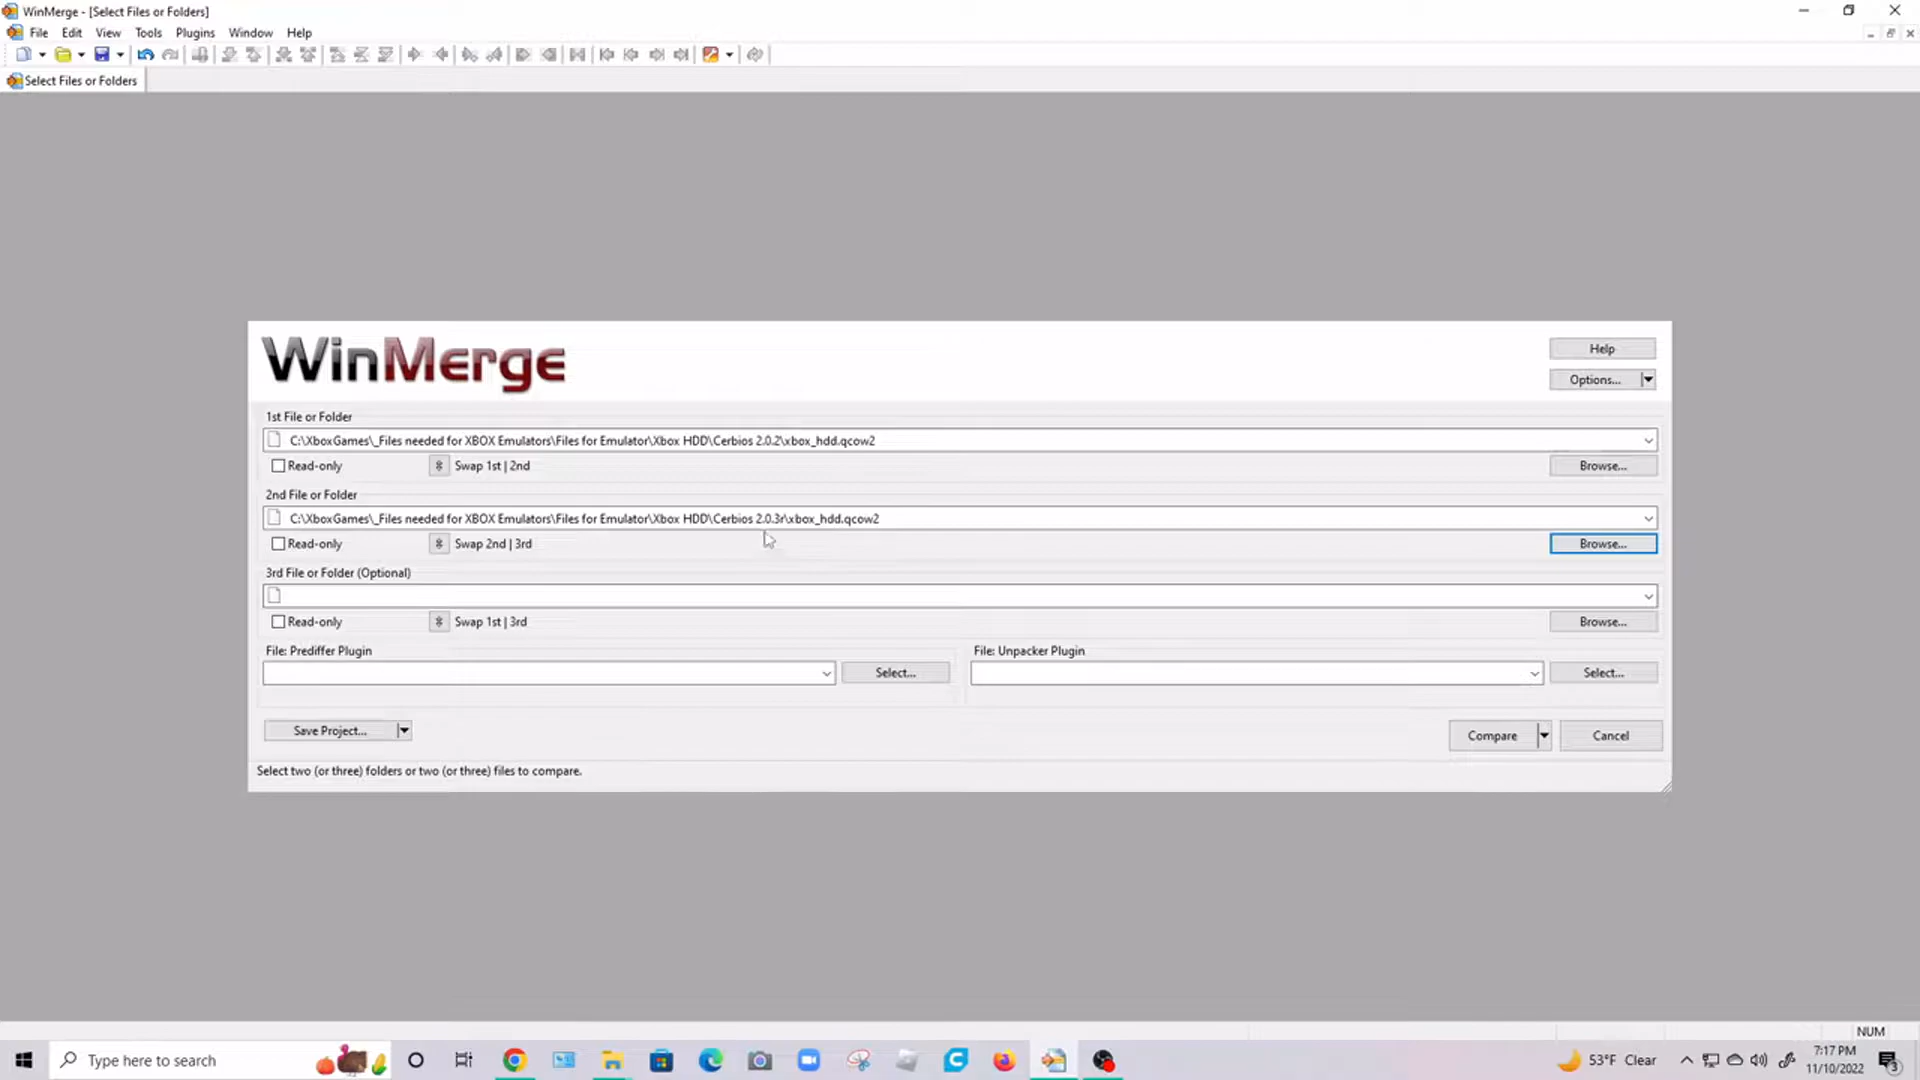 WinMerge - [Select Files or Folders]
File Edit View Tools Plugins Window Help
Select Files or Folders
WinMerge
Help
Options...
1st File or Folder
C:\XboxGames\_Files needed for XBOX Emulators\Files for Emulator\Xbox HDD\Cerbios 2.0.2\xbox_hdd.qcow2
Read-only Swap 1st | 2nd Browse...
2nd File or Folder
C:\XboxGames\_Files needed for XBOX Emulators\Files for Emulator\Xbox HDD\Cerbios 2.0.3r\xbox_hdd.qcow2
Read-only Swap 2nd | 3rd Browse...
3rd File or Folder (Optional)
Read-only Swap 1st | 3rd Browse...
File: Prediffer Plugin File: Unpacker Plugin
Select... Select...
Save Project... Compare Cancel
Select two (or three) folders or two (or three) files to compare.
NUM
Type here to search 53°F Clear 7:17 PM
11/10/2022
3